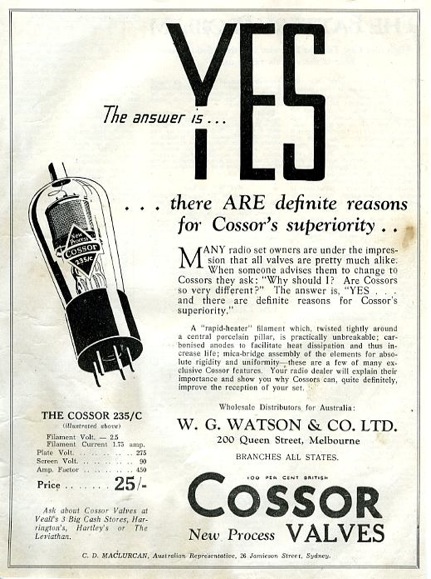 YES
The answer is . . .
. . . there ARE definite reasons
for Cossor's superiority . .
New
Process
COSSOR
235/C
MANY radio set owners are under the impres-
sion that all valves are pretty much alike.
When someone advises them to change to
Cossors they ask: "Why should I? Are Cossors
so very different?" The answer is, "YES . . .
and there are definite reasons for Cossor's
superiority."
A "rapid-heater" filament which, twisted tightly around
a central porcelain pillar, is practically unbreakable; car-
bonised anodes to facilitate heat dissipation and thus in-
crease life; mica-bridge assembly of the elements for abso-
lute rigidity and uniformity—these are a few of many ex-
clusive Cossor features. Your radio dealer will explain their
importance and show you why Cossors can, quite definitely,
improve the reception of your set.
THE COSSOR 235/C
(illustrated above)
Filament Volt. — 2.5
Filament Current 1.75 amp.
Plate Volt. . . . . . . . . 275
Screen Volt. . . . . . . . 90
Amp. Factor . . . . . . . 450
Price . . . . . . . 25/-
Ask about Cossor Valves at
Veall's 3 Big Cash Stores, Har-
rington's, Hartley's or The
Leviathan.
Wholesale Distributors for Australia:
W. G. WATSON & CO. LTD.
200 Queen Street, Melbourne
BRANCHES ALL STATES.
100 PER CENT BRITISH
COSSOR
New Process VALVES
C. D. MACLURCAN, Australian Representative, 26 Jamieson Street, Sydney.